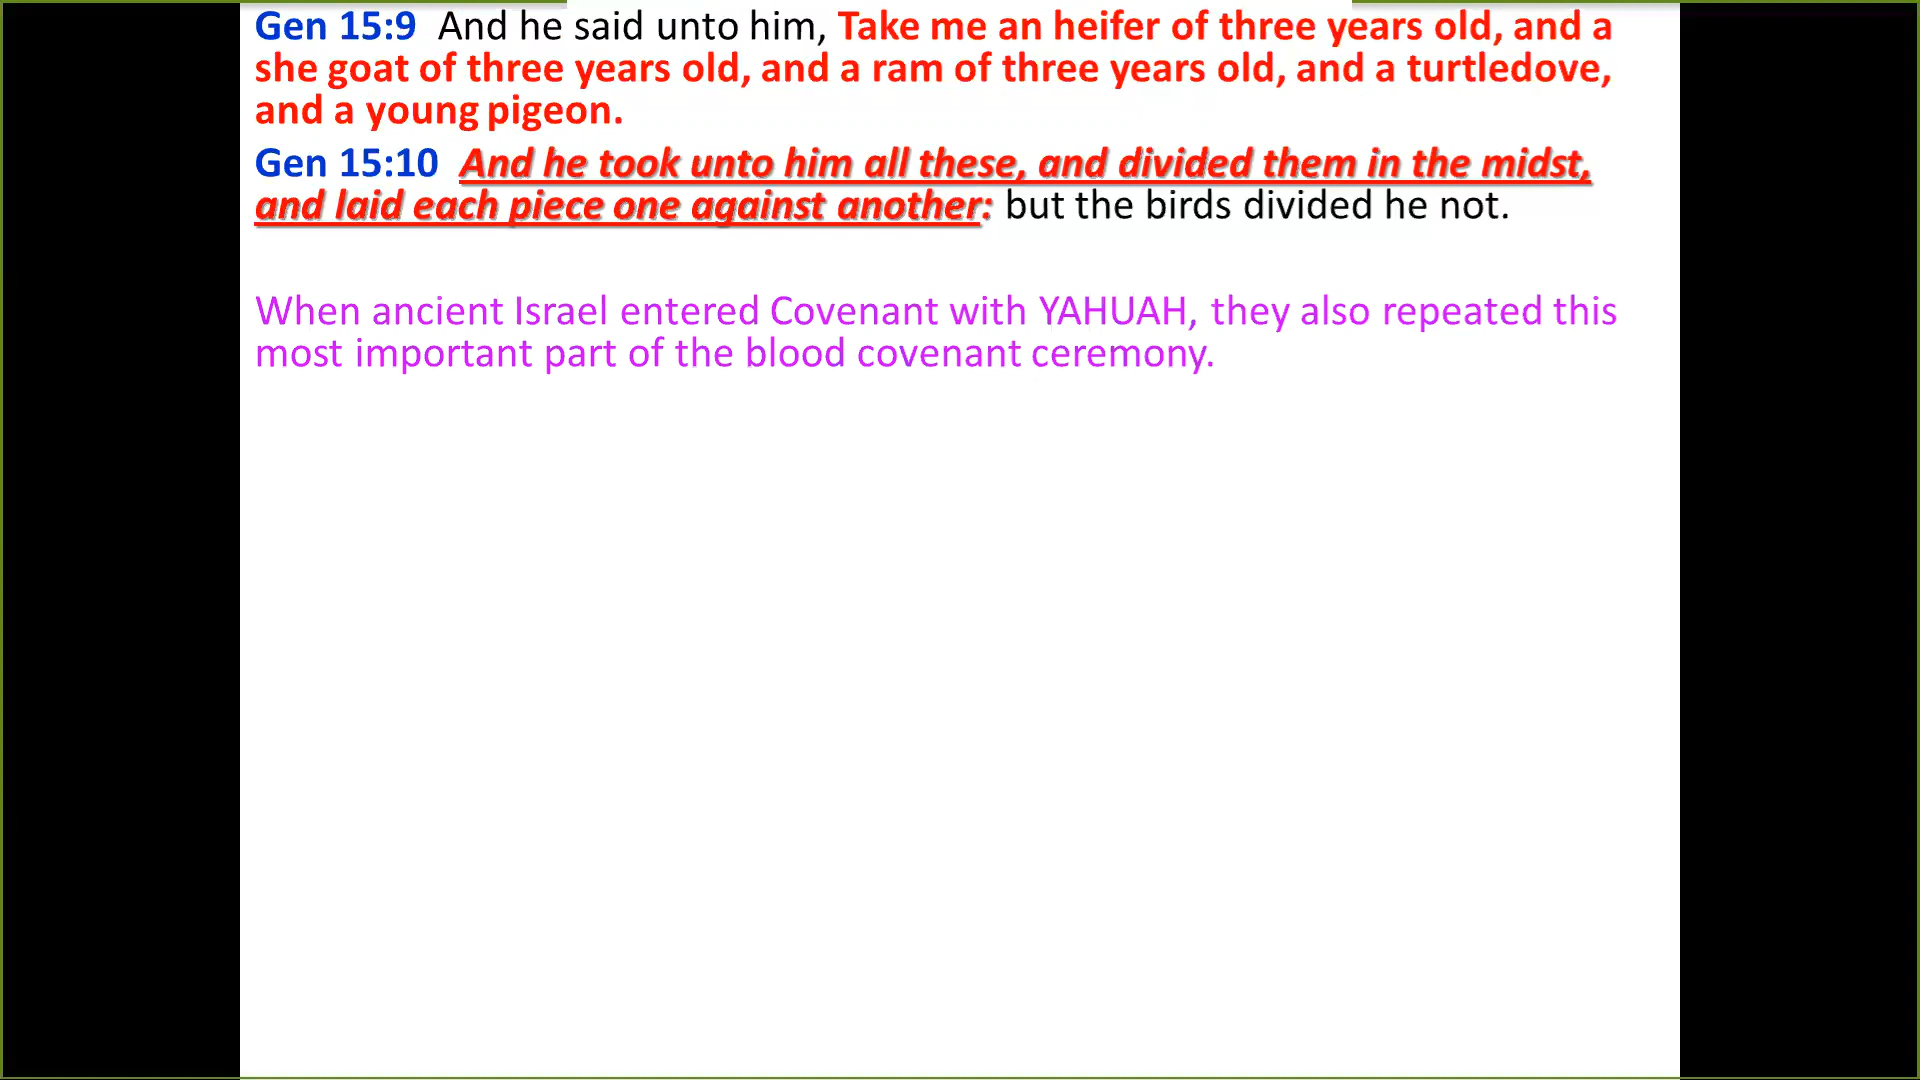 Gen 15:9  And he said unto him, Take me an heifer of three years old, and a
she goat of three years old, and a ram of three years old, and a turtledove,
and a young pigeon.
Gen 15:10  And he took unto him all these, and divided them in the midst,
and laid each piece one against another: but the birds divided he not.
When ancient Israel entered Covenant with YAHUAH, they also repeated this
most important part of the blood covenant ceremony.